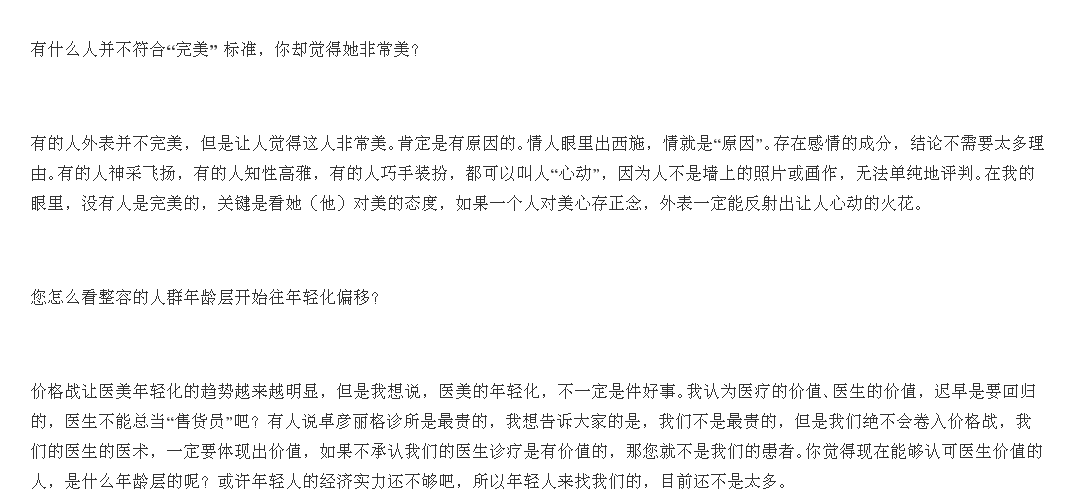 有什么人并不符合“完美” 标准，你却觉得她非常美？
有的人外表并不完美，但是让人觉得这人非常美。肯定是有原因的。情人眼里出西施，情就是“原因”。存在感情的成分，结论不需要太多理
由。有的人神采飞扬，有的人知性高雅，有的人巧手装扮，都可以叫人“心动”，因为人不是墙上的照片或画作，无法单纯地评判。在我的
眼里，没有人是完美的，关键是看她（他）对美的态度，如果一个人对美心存正念，外表一定能反射出让人心动的火花。
您怎么看整容的人群年龄层开始往年轻化偏移？
价格战让医美年轻化的趋势越来越明显，但是我想说，医美的年轻化，不一定是件好事。我认为医疗的价值、医生的价值，迟早是要回归
的，医生不能总当“售货员”吧？有人说卓彦丽格诊所是最贵的，我想告诉大家的是，我们不是最贵的，但是我们绝不会卷入价格战，我
们的医生的医术，一定要体现出价值，如果不承认我们的医生诊疗是有价值的，那您就不是我们的患者。你觉得现在能够认可医生价值的
人，是什么年龄层的呢？或许年轻人的经济实力还不够吧，所以年轻人来找我们的，目前还不是太多。